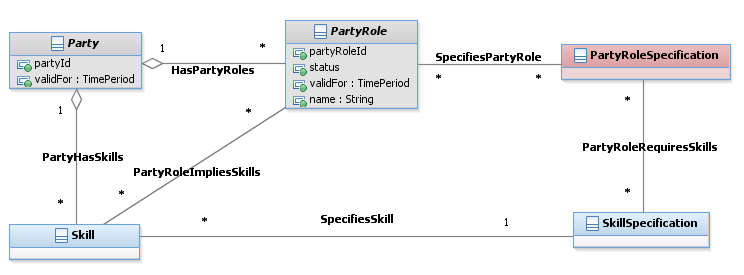 Party
partyId
validFor : TimePeriod
1
*
HasPartyRoles
PartyRole
partyRoleId
status
validFor : TimePeriod
name : String
SpecifiesPartyRole
*
*
PartyRoleSpecification
1
PartyHasSkills
*
*
PartyRoleImpliesSkills
*
*
PartyRoleRequiresSkills
*
Skill
*
SpecifiesSkill
1
SkillSpecification